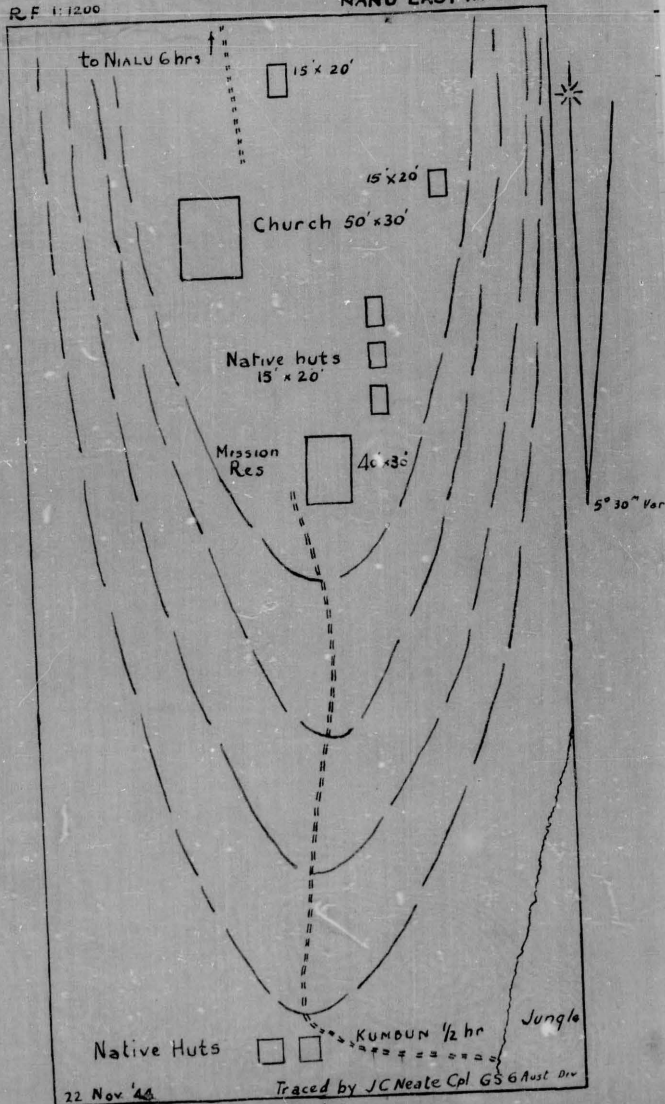 R.F. 1:1200
NANU EAST
to NIALU 6 hrs
15' x 20'
15' x 20'
Church 50' x 30'
Native huts
15' x 20'
Mission
Res
40' x 30'
5° 30" Var
KUMBUN 1/2 hr
Jungle
Native Huts
22 Nov. '44
Traced by JC Neate Cpl GS 6 Aust Div